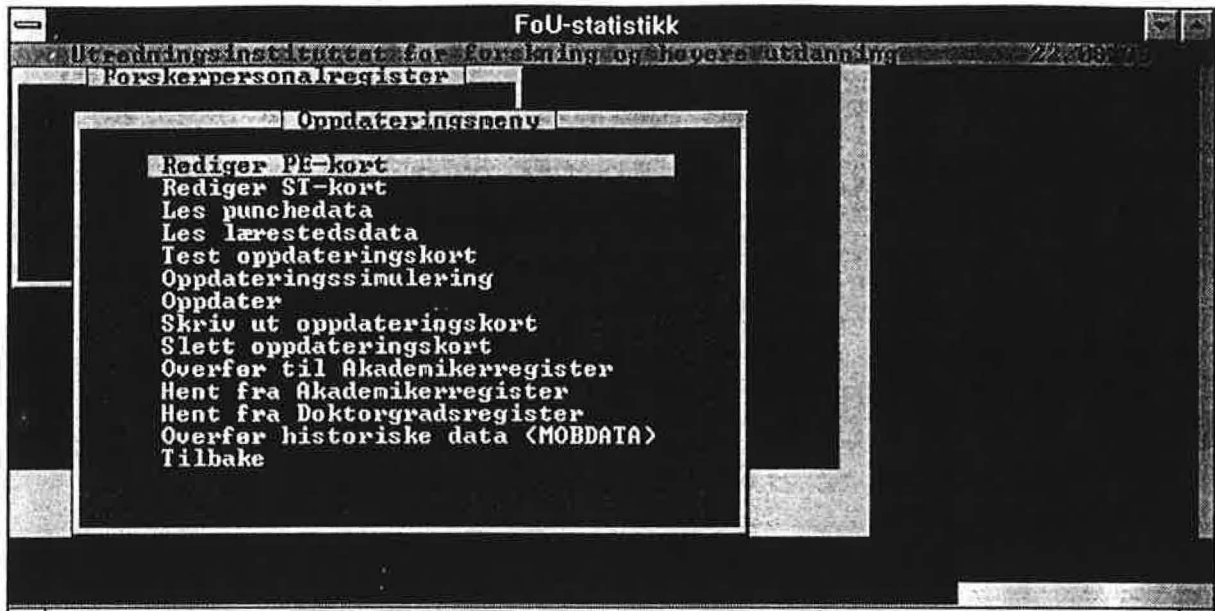 FoU-statistikk
Utredningsinstituttet for forskning og høyere utdanning
Forskerpersonalregister
Oppdateringsmeny
Rediger PE-kort
Rediger ST-kort
Les punchedata
Les lærestedsdata
Test oppdateringskort
Oppdateringssimulering
Oppdater
Skriv ut oppdateringskort
Slett oppdateringskort
Overfør til Akademikerregister
Hent fra Akademikerregister
Hent fra Doktorgradsregister
Overfør historiske data <MOBDATA>
Tilbake